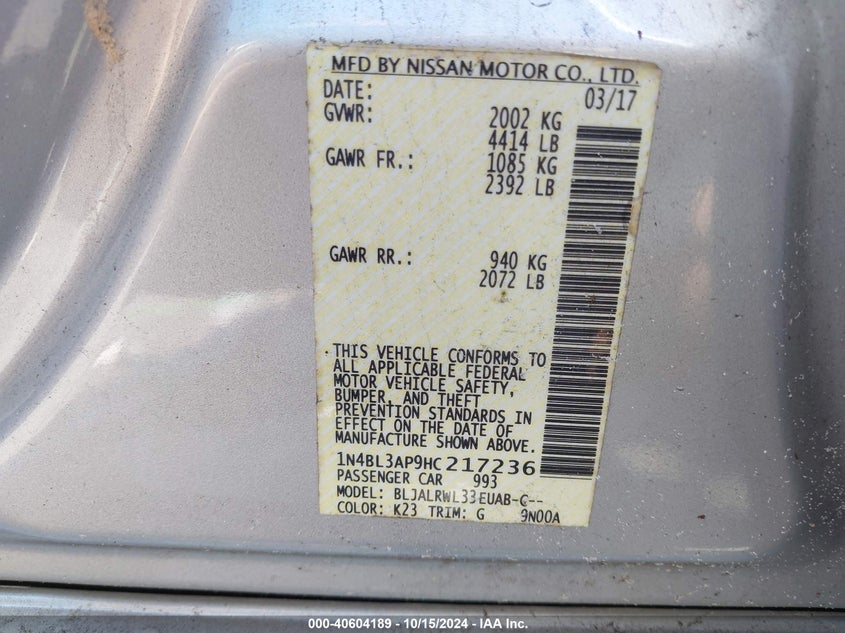 MFD BY NISSAN MOTOR CO., LTD.
DATE: 03/17
GVWR: 2002 KG
4414 LB
GAWR FR.: 1085 KG
2392 LB
GAWR RR.: 940 KG
2072 LB
THIS VEHICLE CONFORMS TO
ALL APPLICABLE FEDERAL
MOTOR VEHICLE SAFETY,
BUMPER, AND THEFT
PREVENTION STANDARDS IN
EFFECT ON THE DATE OF
MANUFACTURE SHOWN ABOVE.
1N4BL3AP9HC217236
PASSENGER CAR 993
MODEL: BLJALRWL33EUAB-C--
COLOR: K23 TRIM: G 9N00A
000-40604189 - 10/15/2024 - IAA Inc.